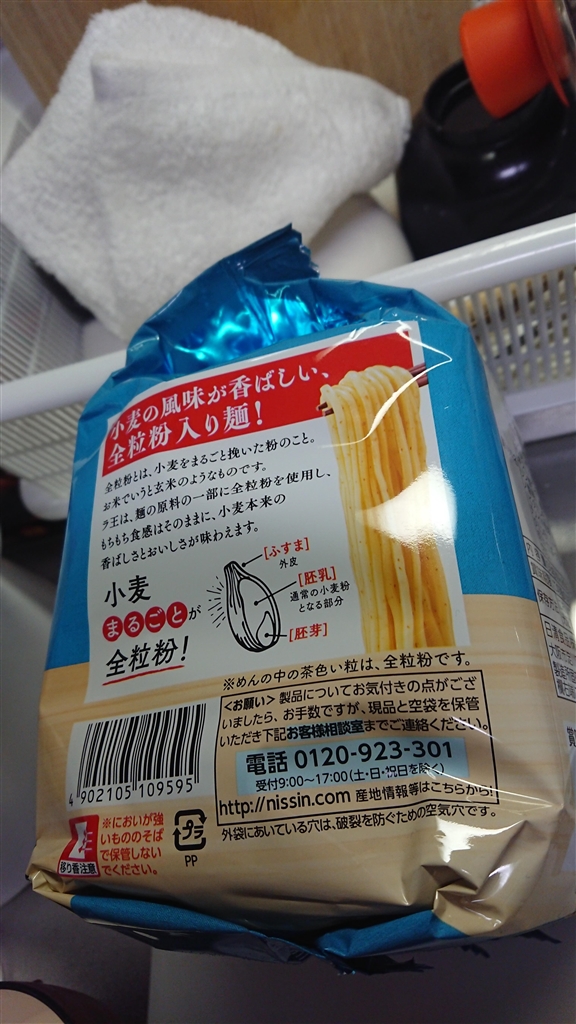 小麦の風味が香ばしい、
全粒粉入り麺!
全粒粉とは、小麦をまるごと挽いた粉のこと。
お米でいうと玄米のようなものです。
ラ王は、麺の原料の一部に全粒粉を使用し、
もちもち食感はそのままに、小麦本来の
香ばしさとおいしさが味わえます。
小麦
まるごとが
全粒粉!
[ふすま]
外皮
[胚乳]
通常の小麦粉
となる部分
[胚芽]
※めんの中の茶色い粒は、全粒粉です。
<お願い>製品についてお気付きの点がござ
いましたら、お手数ですが、現品と空袋を保管
いただき下記お客様相談室までご連絡ください。
電話 0120-923-301
受付9:00~17:00(土・日・祝日を除く)
http://nissin.com 産地情報等はこちらから!
外袋にあいている穴は、破裂を防ぐための空気穴です。
4 902105 109595
移り香注意
※においが強
いもののそば
で保管しない
でください。
プラ
PP